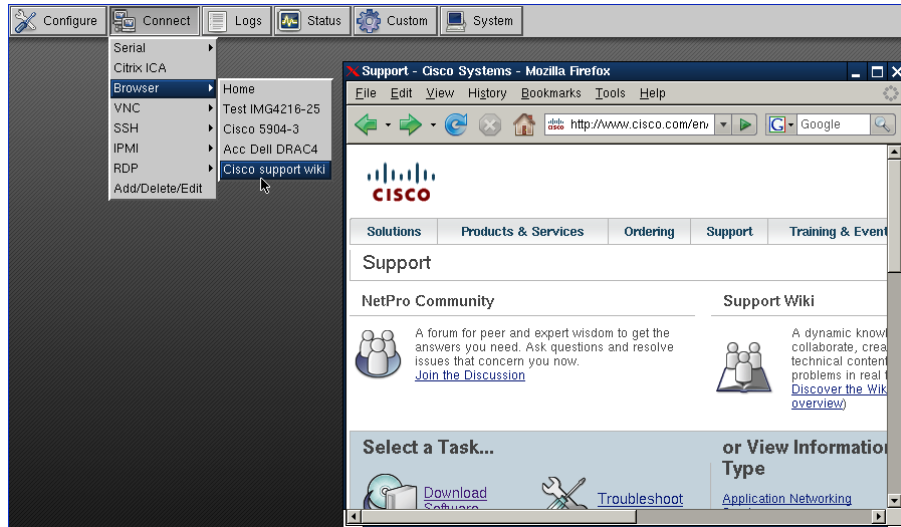 Configure Connect Logs Status Custom System
Serial
Citrix ICA
Browser
VNC
SSH
IPMI
RDP
Add/Delete/Edit
Home
Test IMG4216-25
Cisco 5904-3
Acc Dell DRAC4
Cisco support wiki
Support - Cisco Systems - Mozilla Firefox
File Edit View History Bookmarks Tools Help
http://www.cisco.com/en/ Google
CISCO
Solutions Products & Services Ordering Support Training & Event
Support
NetPro Community
A forum for peer and expert wisdom to get the
answers you need. Ask questions and resolve
issues that concern you now.
Join the Discussion
Support Wiki
A dynamic knowl
collaborate, crea
technical content
problems in real t
Discover the Wik
overview)
Select a Task...
Download
Software
Troubleshoot
or View Information
Type
Application Networking